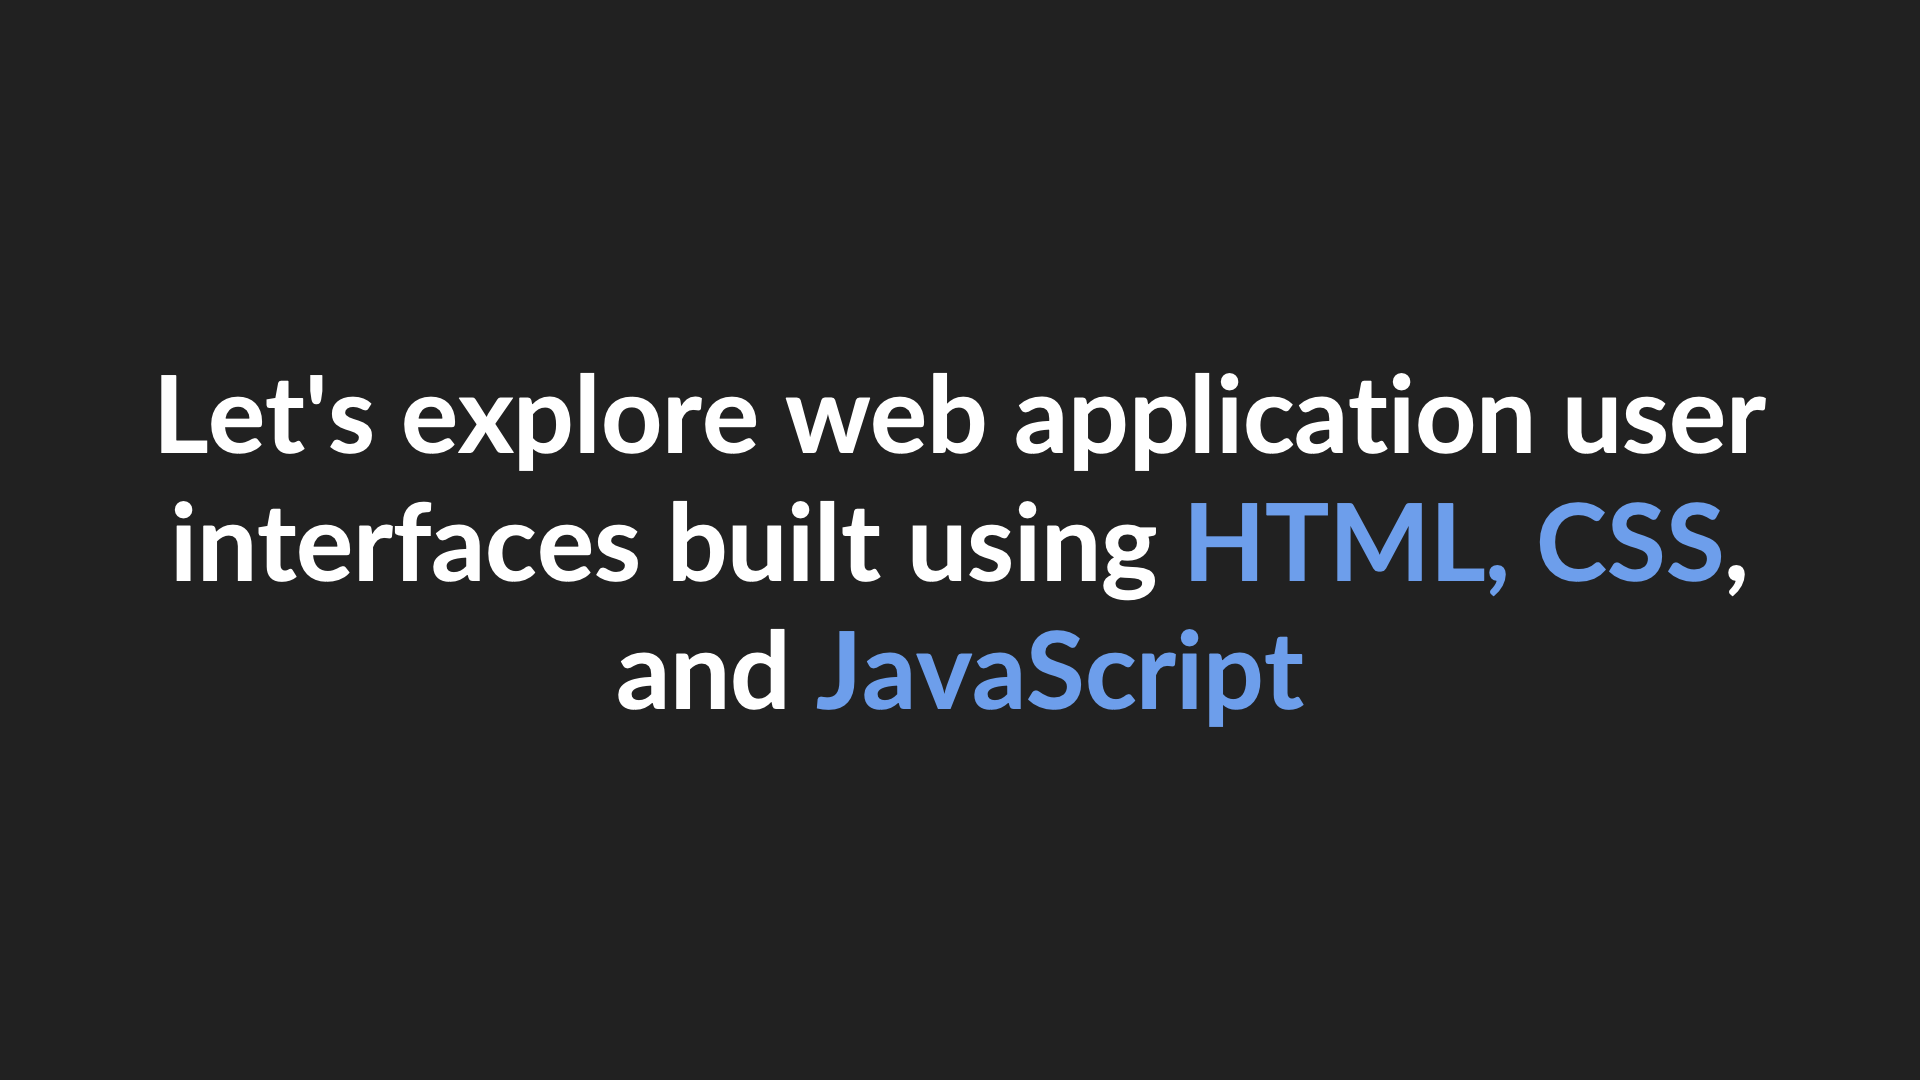 Let's explore web application user
interfaces built using HTML, CSS,
and JavaScript